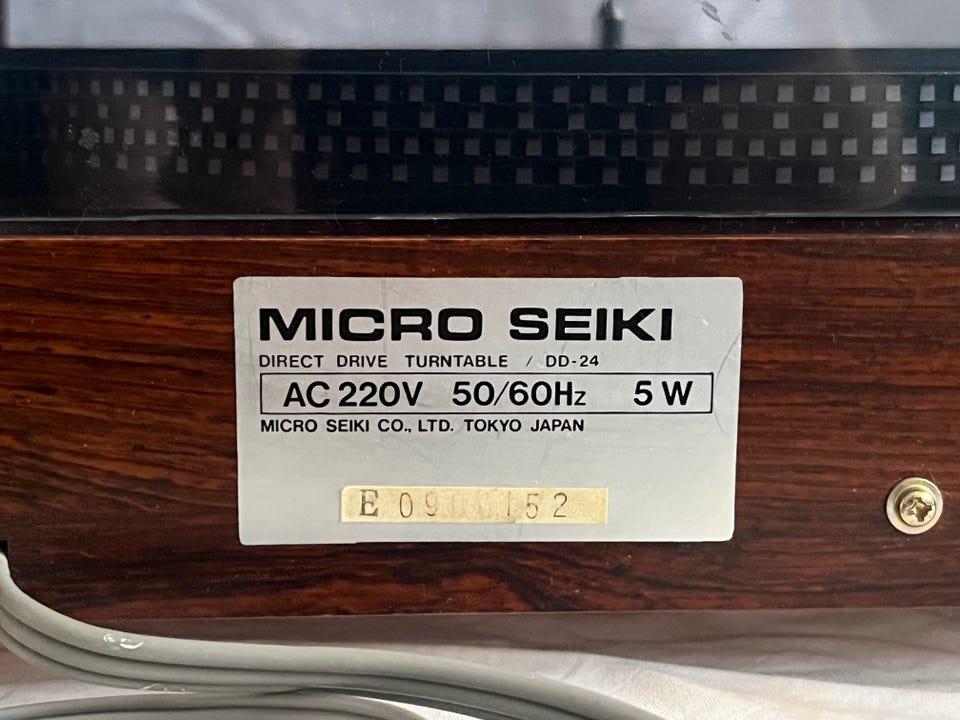 MICRO SEIKI
DIRECT DRIVE TURNTABLE / DD-24
AC 220V 50/60Hz 5 W
MICRO SEIKI CO., LTD. TOKYO JAPAN
E